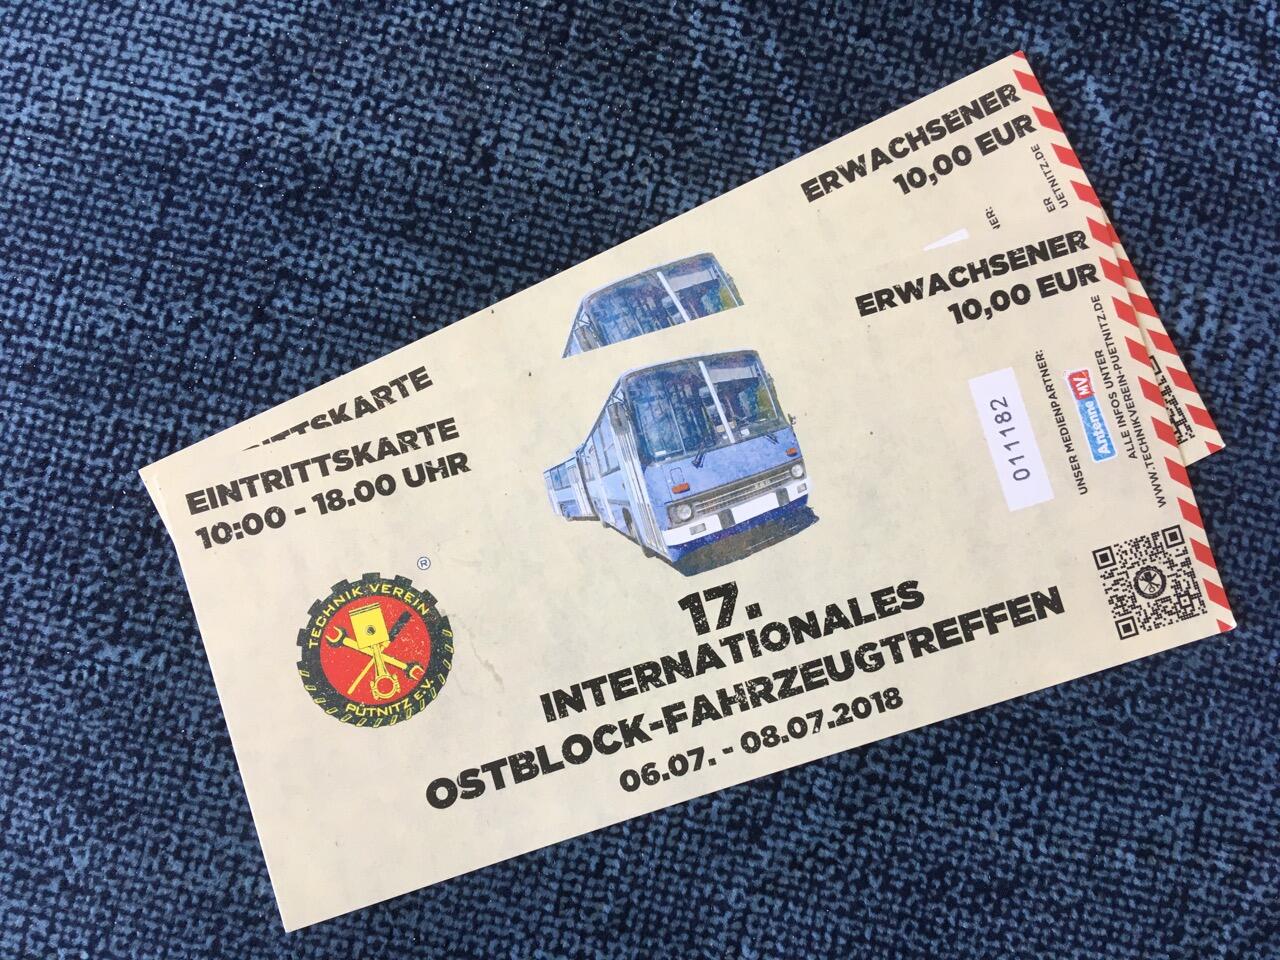 ERWACHSENER
10,00 EUR
EINTRITTSKARTE
10:00 - 18.00 UHR
ERWACHSENER
10,00 EUR
011182
UNSER MEDIENPARTNER:
Antenne MV.
ALLE INFOS UNTER
WWW.TECHNIKVEREIN-PUETNITZ.DE
®
TECHNIK VEREIN
PÜTNITZ E.V.
17.
INTERNATIONALES
OSTBLOCK-FAHRZEUGTREFFEN
06.07. - 08.07.2018